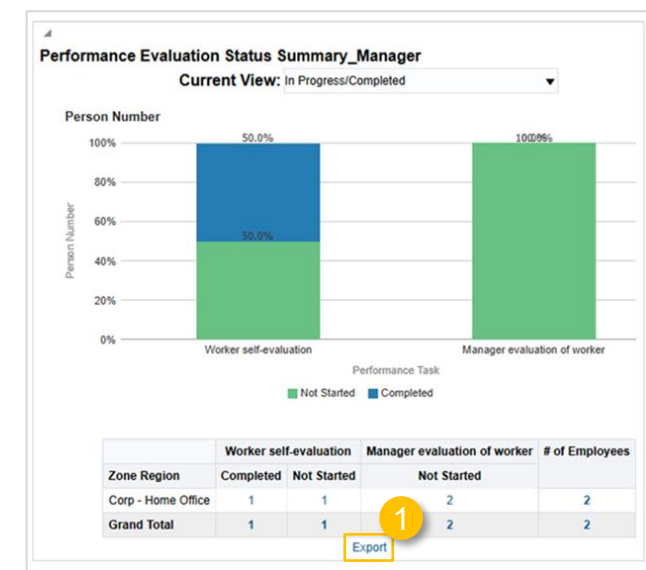 Performance Evaluation Status Summary_Manager
Current View: In Progress/Completed
Person Number
100%
80%
60%
40%
20%
0%
Person Number
50.0%
50.0%
100.0%
Worker self-evaluation
Manager evaluation of worker
Performance Task
Not Started Completed
Worker self-evaluation Manager evaluation of worker # of Employees
Zone Region Completed Not Started Not Started
Corp - Home Office 1 1 2 2
Grand Total 1 1 2 2
1
Export